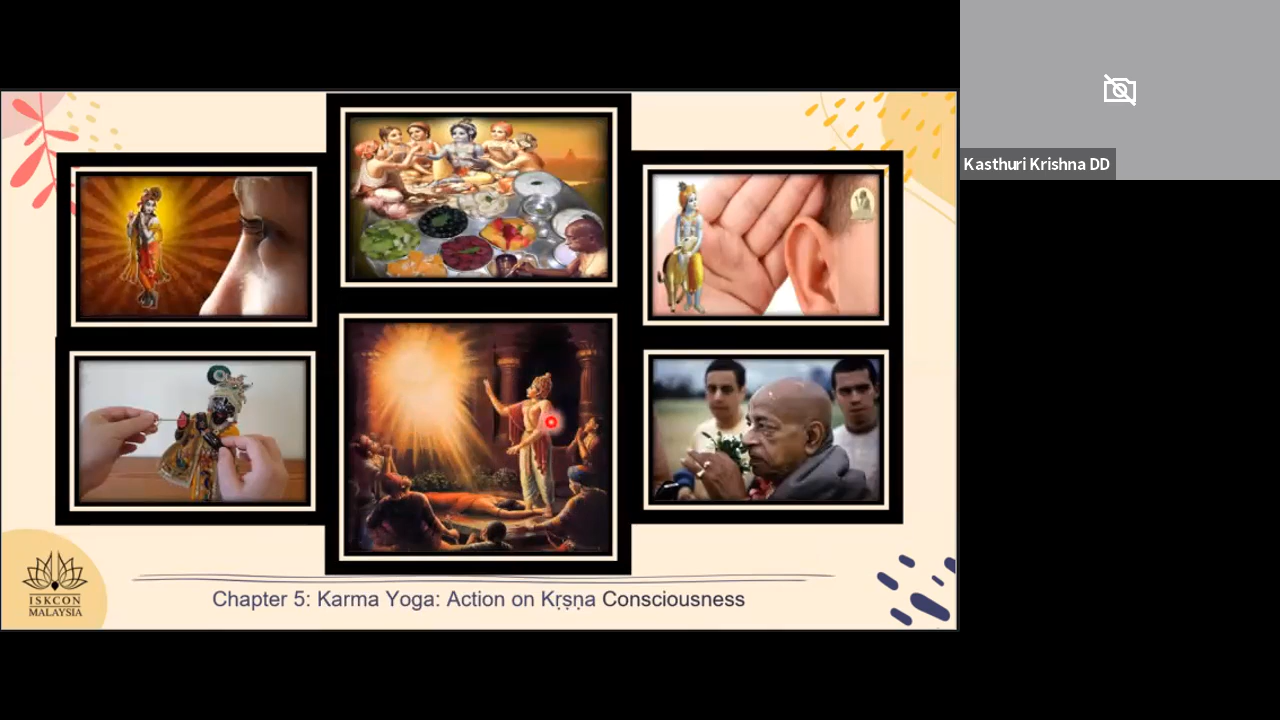 Kasthuri Krishna DD
ISKCON
MALAYSIA
Chapter 5: Karma Yoga: Action on Kṛṣṇa Consciousness